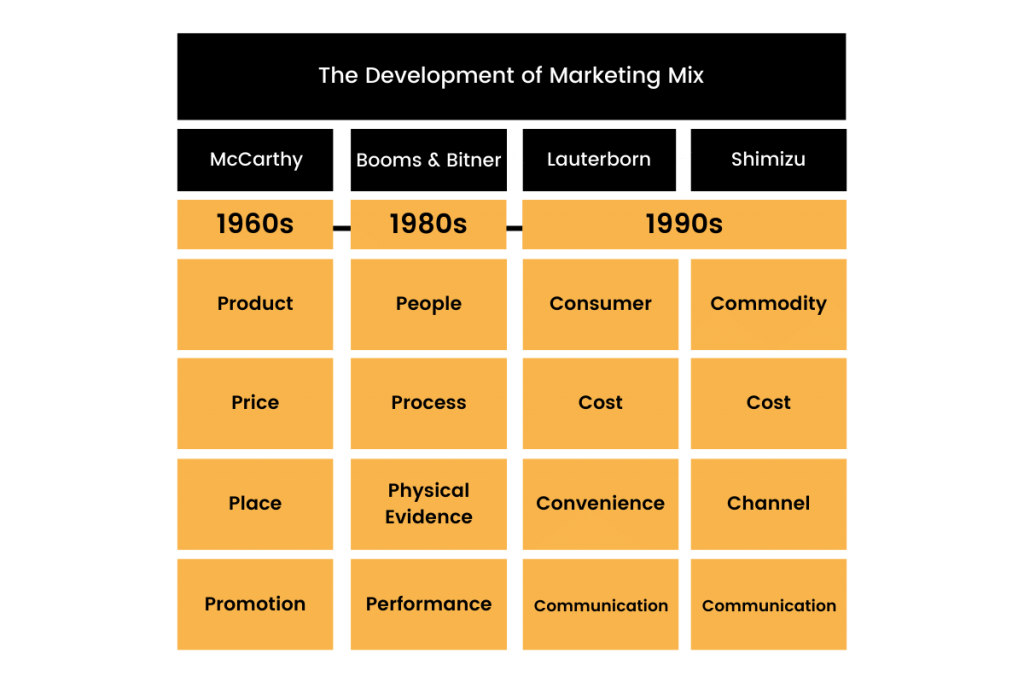 The Development of Marketing Mix
McCarthy
Booms & Bitner
Lauterborn
Shimizu
1960s
1980s
1990s
Product
People
Consumer
Commodity
Price
Process
Cost
Cost
Place
Physical
Evidence
Convenience
Channel
Promotion
Performance
Communication
Communication